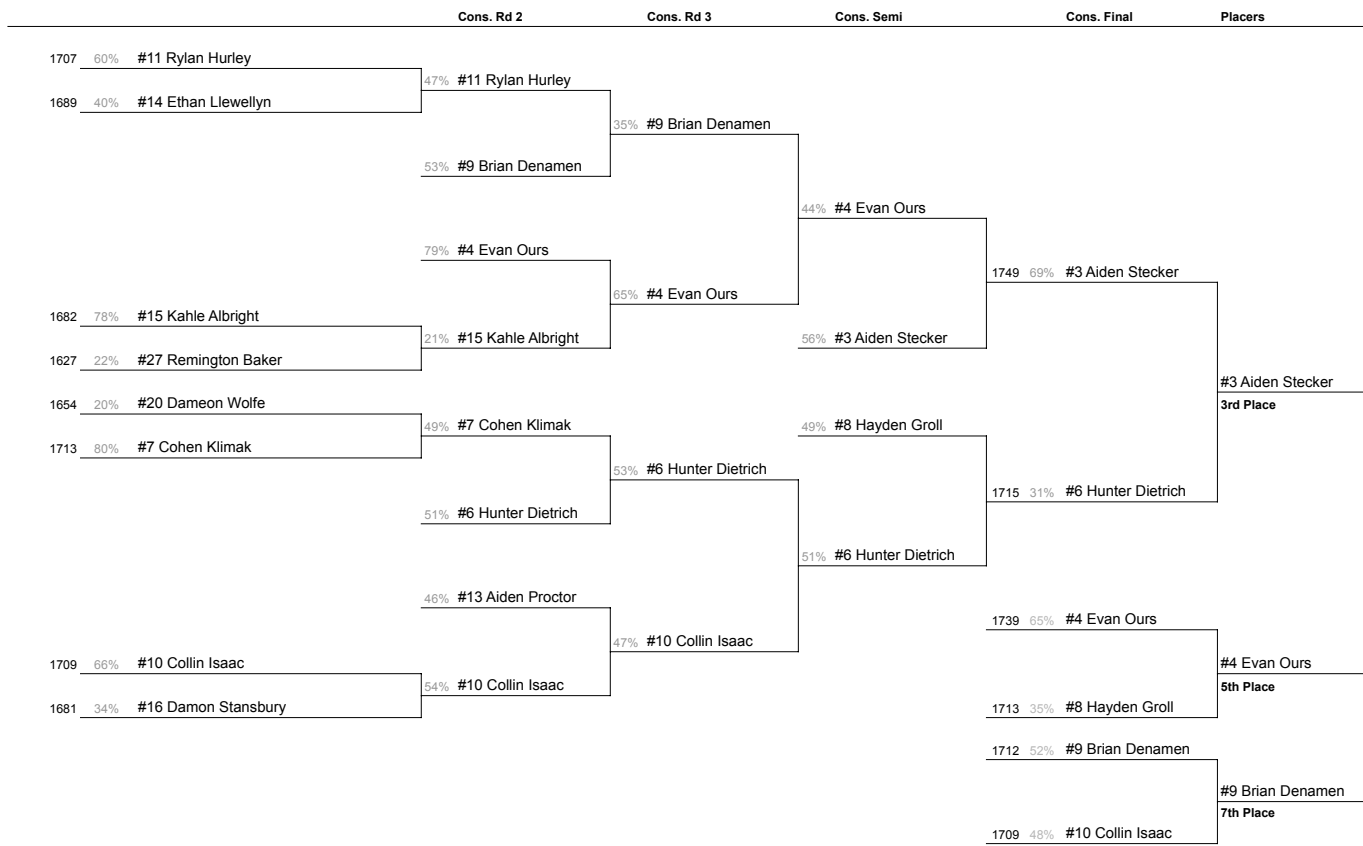 Cons. Rd 2 Cons. Rd 3 Cons. Semi Cons. Final Placers
1707 60% #11 Rylan Hurley
47% #11 Rylan Hurley
1689 40% #14 Ethan Llewellyn
35% #9 Brian Denamen
53% #9 Brian Denamen
44% #4 Evan Ours
79% #4 Evan Ours
1749 69% #3 Aiden Stecker
65% #4 Evan Ours
1682 78% #15 Kahle Albright
21% #15 Kahle Albright
56% #3 Aiden Stecker
1627 22% #27 Remington Baker
#3 Aiden Stecker
1654 20% #20 Dameon Wolfe
3rd Place
49% #7 Cohen Klimak
49% #8 Hayden Groll
1713 80% #7 Cohen Klimak
53% #6 Hunter Dietrich
1715 31% #6 Hunter Dietrich
51% #6 Hunter Dietrich
51% #6 Hunter Dietrich
46% #13 Aiden Proctor
1739 65% #4 Evan Ours
47% #10 Collin Isaac
1709 66% #10 Collin Isaac
#4 Evan Ours
54% #10 Collin Isaac
5th Place
1681 34% #16 Damon Stansbury
1713 35% #8 Hayden Groll
1712 52% #9 Brian Denamen
#9 Brian Denamen
7th Place
1709 48% #10 Collin Isaac